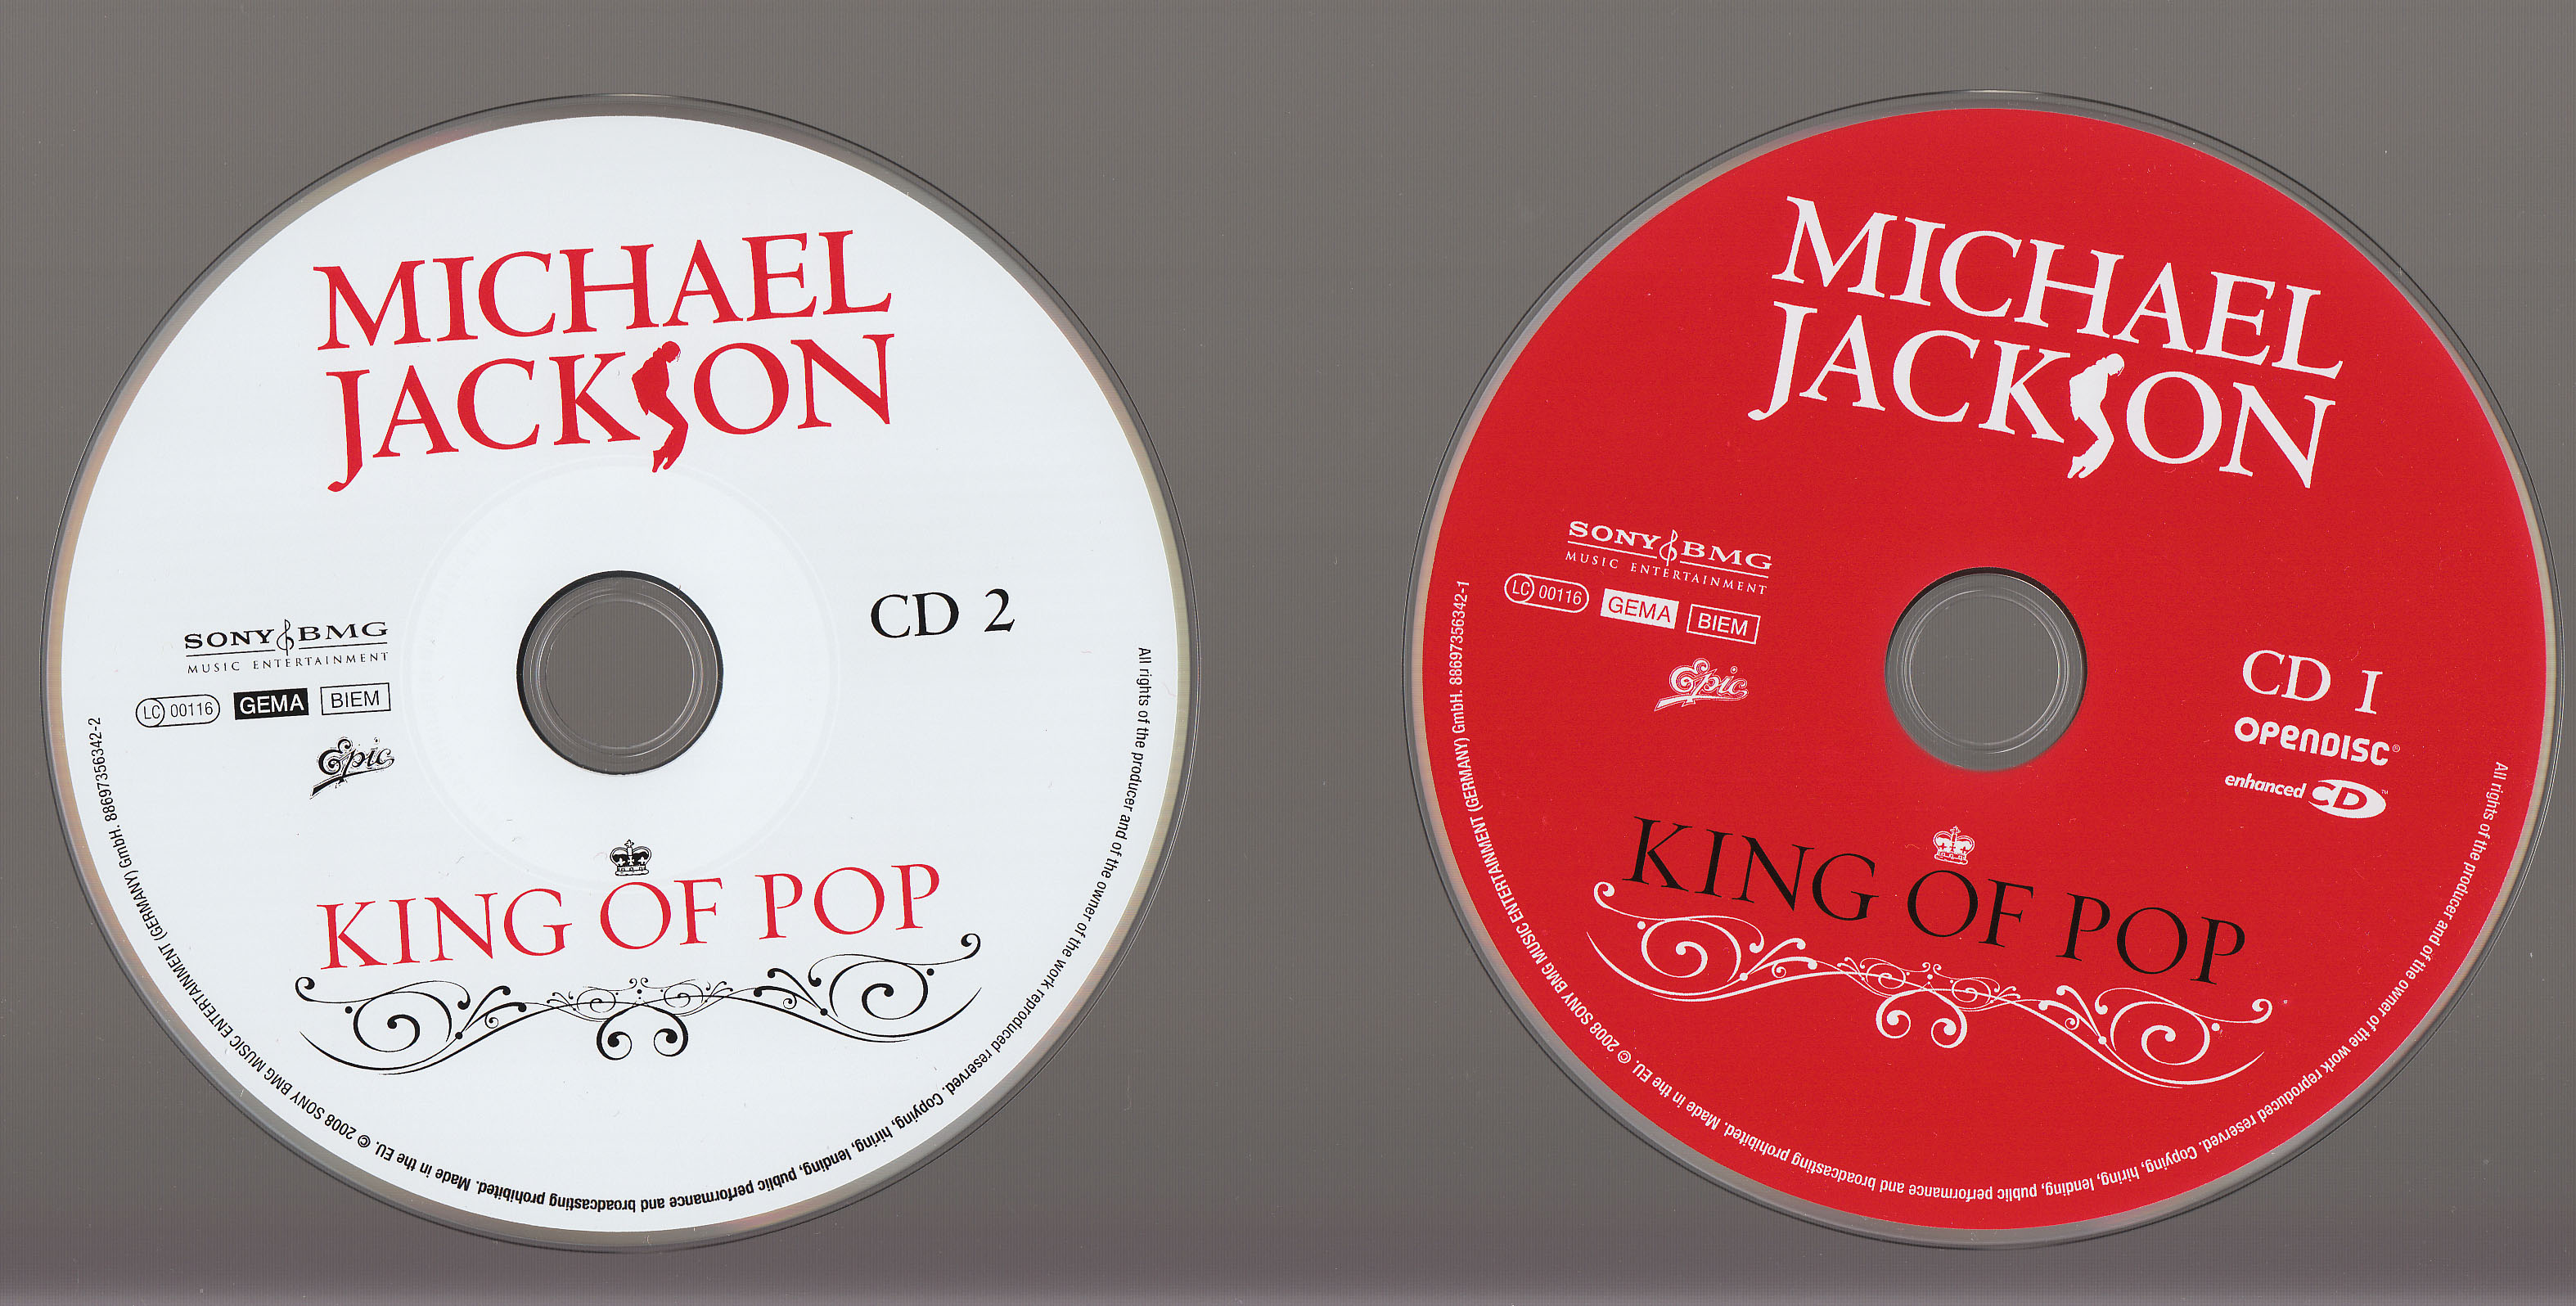 MICHAEL
JACKSON
CD 2
SONY BMG
MUSIC ENTERTAINMENT
LC 00116 GEMA BIEM
Epic
KING OF POP
All rights of the producer and of the owner of the work reproduced reserved. Copying, hiring, lending, public performance and broadcasting prohibited. Made in the EU. © 2008 SONY BMG MUSIC ENTERTAINMENT (GERMANY) GmbH. 88697356342-2
MICHAEL
JACKSON
SONY BMG
MUSIC ENTERTAINMENT
LC 00116 GEMA BIEM
Epic
CD 1
OPENDISC®
enhanced CD™
KING OF POP
All rights of the producer and of the owner of the work reproduced reserved. Copying, hiring, lending, public performance and broadcasting prohibited. Made in the EU. © 2008 SONY BMG MUSIC ENTERTAINMENT (GERMANY) GmbH. 88697356342-1